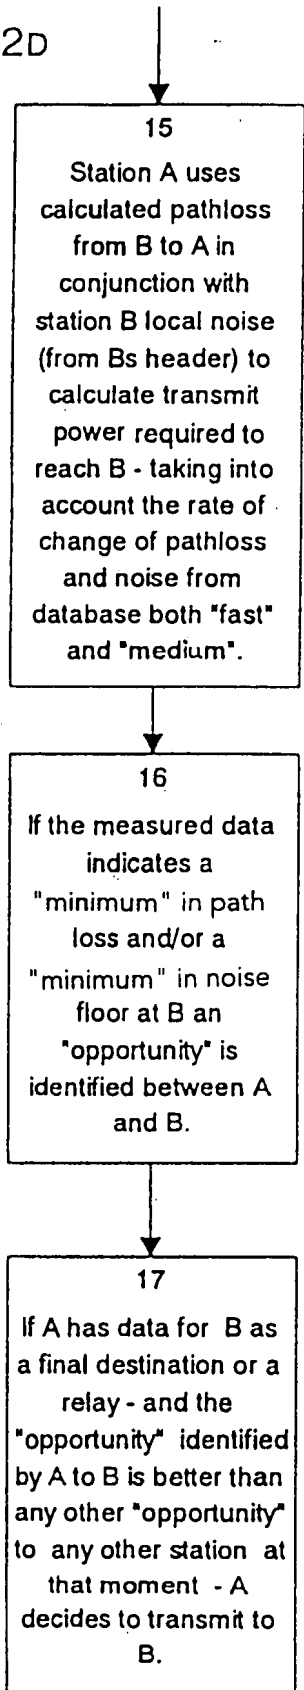 2D
15
Station A uses
calculated pathloss
from B to A in
conjunction with
station B local noise
(from Bs header) to
calculate transmit
power required to
reach B - taking into
account the rate of
change of pathloss
and noise from
database both "fast"
and "medium".
16
If the measured data
indicates a
"minimum" in path
loss and/or a
"minimum" in noise
floor at B an
"opportunity" is
identified between A
and B.
17
If A has data for B as
a final destination or a
relay - and the
"opportunity" identified
by A to B is better than
any other "opportunity"
to any other station at
that moment - A
decides to transmit to
B.